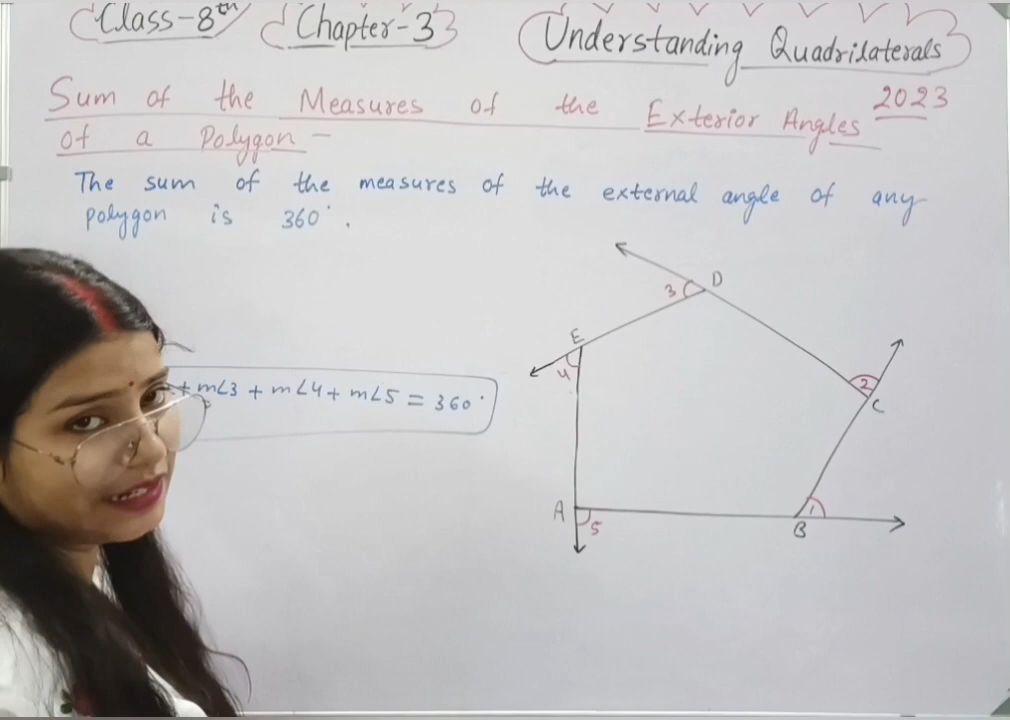 Class-8th Chapter-3 Understanding Quadrilaterals
Sum of the Measures of the Exterior Angles 2023
of a Polygon-
The sum of the measures of the external angle of any
polygon is 360°.
D
3
E
4
2
C
+ m∠3 + m∠4 + m∠5 = 360°
A
5
1
B